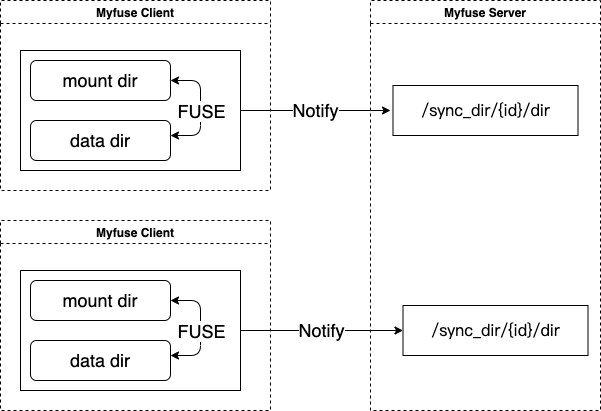 Myfuse Client
Myfuse Server
mount dir
FUSE
data dir
Notify
/sync_dir/{id}/dir
Myfuse Client
mount dir
FUSE
data dir
Notify
/sync_dir/{id}/dir